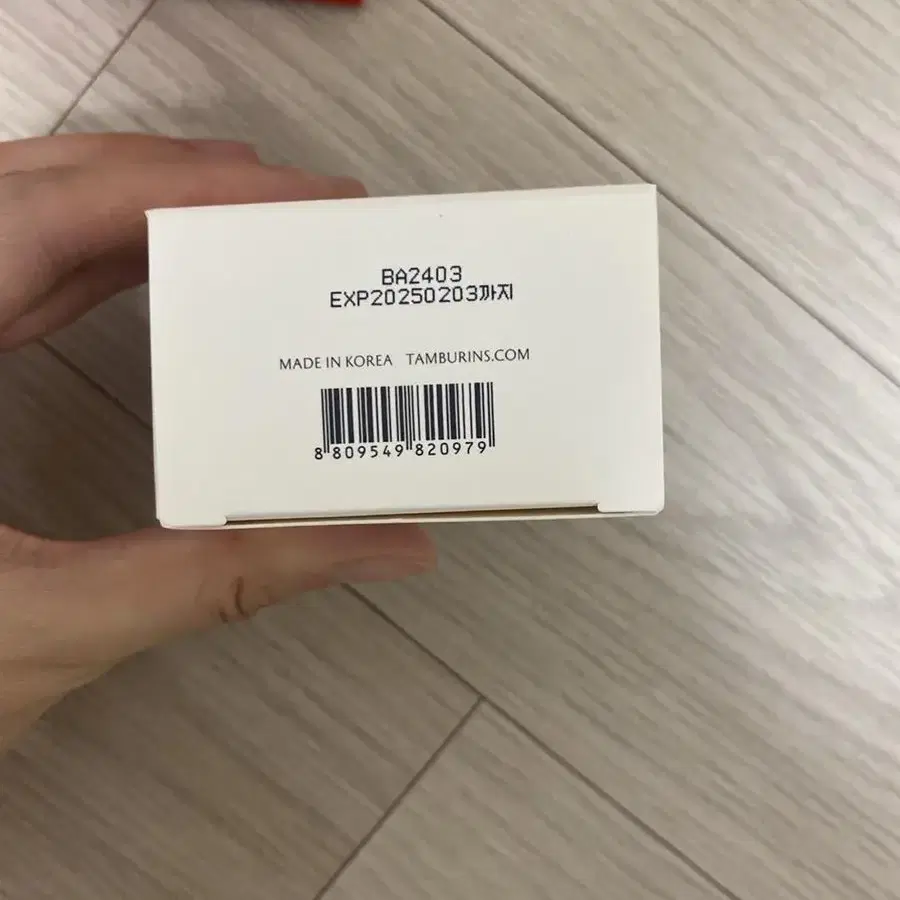 BA2403
EXP20250203까지
MADE IN KOREA TAMBURINS.COM
8 809549 820979